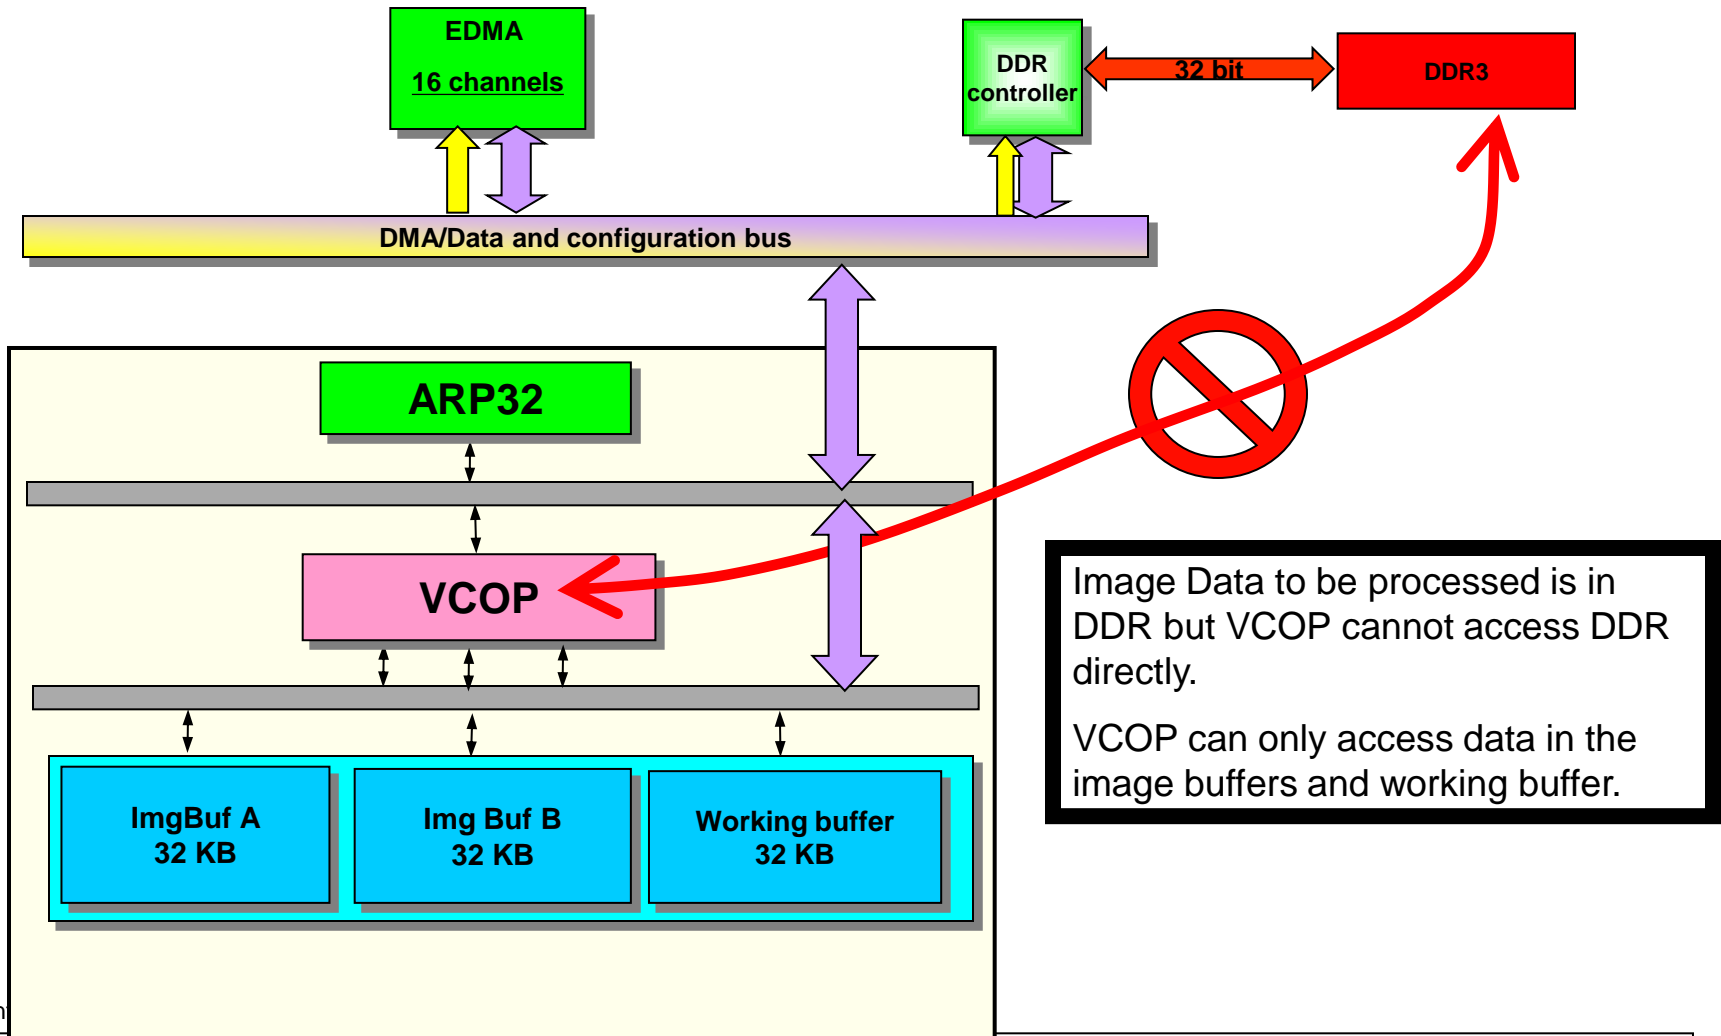 EDMA
16 channels
DDR
controller
32 bit
DDR3
DMA/Data and configuration bus
ARP32
VCOP
Image Data to be processed is in
DDR but VCOP cannot access DDR
directly.
VCOP can only access data in the
image buffers and working buffer.
ImgBuf A
32 KB
Img Buf B
32 KB
Working buffer
32 KB